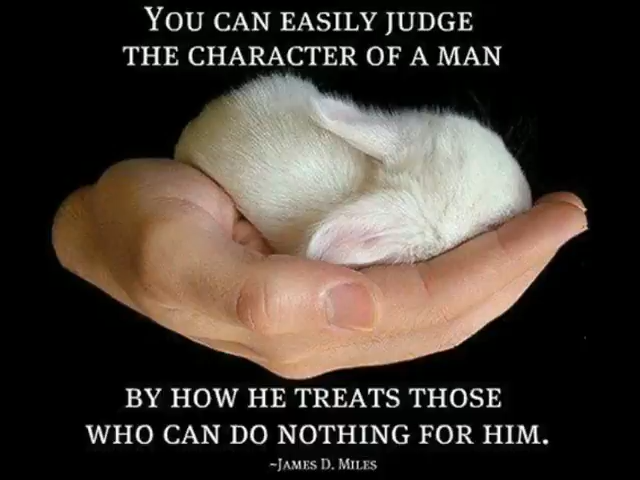 YOU CAN EASILY JUDGE
THE CHARACTER OF A MAN
BY HOW HE TREATS THOSE
WHO CAN DO NOTHING FOR HIM.
~JAMES D. MILES